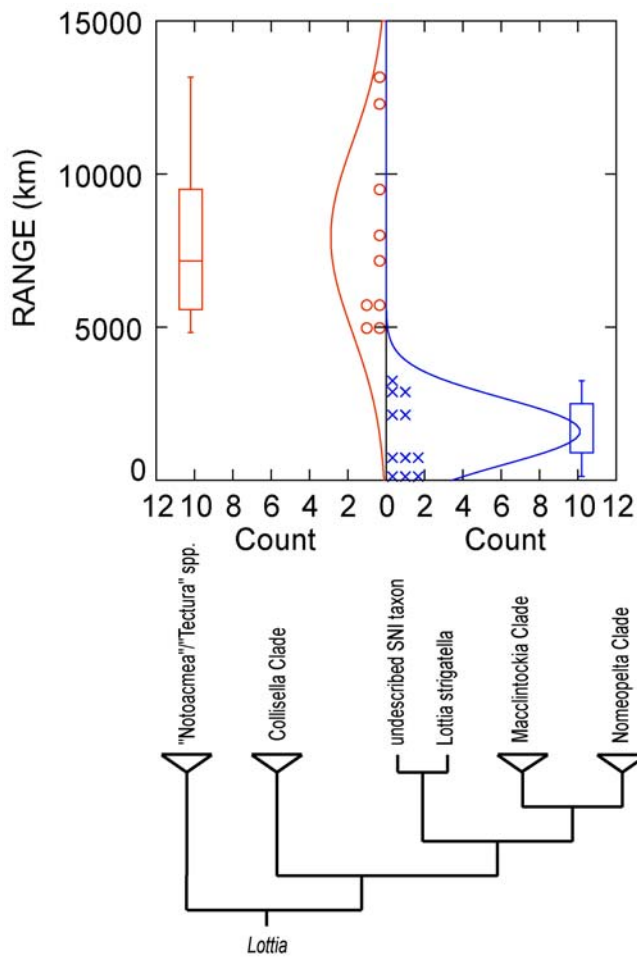 15000
10000
5000
0
RANGE (km)
12 10 8 6 4 2 0 2 4 6 8 10 12
Count Count
"Notoacmea"/"Tectura" spp.
Collisella Clade
undescribed SNI taxon
Lottia strigatella
Macclintockia Clade
Nomeopelta Clade
Lottia